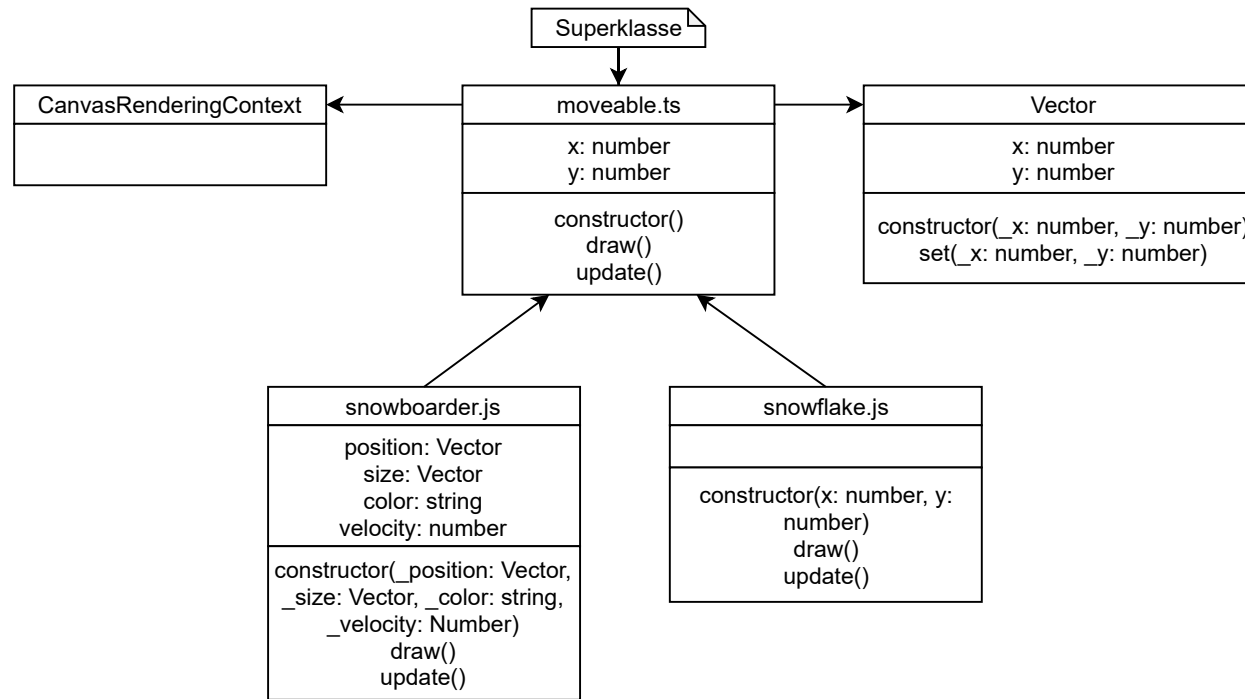 Superklasse
CanvasRenderingContext
moveable.ts
x: number
y: number
constructor()
draw()
update()
Vector
x: number
y: number
constructor(_x: number, _y: number)
set(_x: number, _y: number)
snowboarder.js
position: Vector
size: Vector
color: string
velocity: number
constructor(_position: Vector,
_size: Vector, _color: string,
_velocity: Number)
draw()
update()
snowflake.js
constructor(x: number, y:
number)
draw()
update()